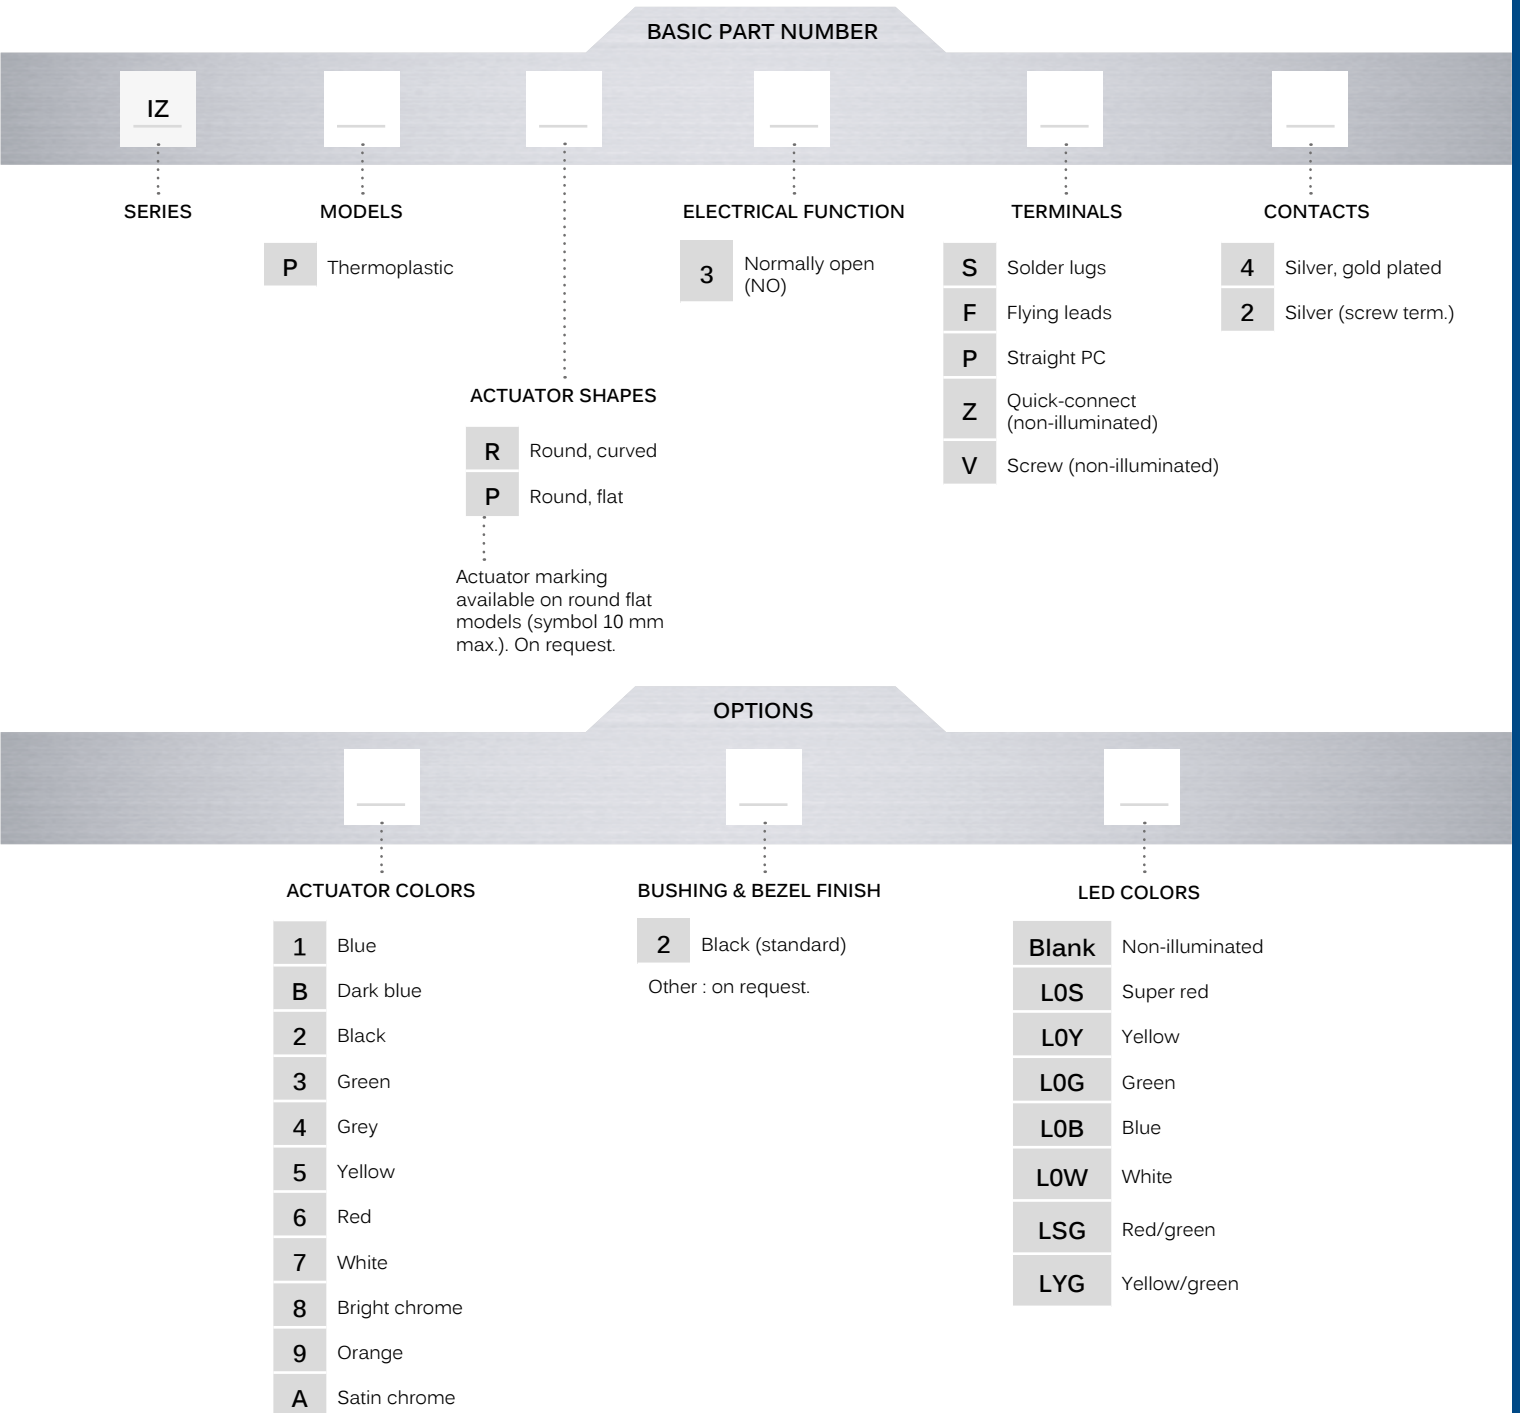 BASIC PART NUMBER
IZ
SERIES
MODELS
P Thermoplastic
ACTUATOR SHAPES
R Round, curved
P Round, flat
Actuator marking
available on round flat
models (symbol 10 mm
max.). On request.
ELECTRICAL FUNCTION
3 Normally open
(NO)
TERMINALS
S Solder lugs
F Flying leads
P Straight PC
Z Quick-connect
(non-illuminated)
V Screw (non-illuminated)
CONTACTS
4 Silver, gold plated
2 Silver (screw term.)
OPTIONS
ACTUATOR COLORS
1 Blue
B Dark blue
2 Black
3 Green
4 Grey
5 Yellow
6 Red
7 White
8 Bright chrome
9 Orange
A Satin chrome
BUSHING & BEZEL FINISH
2 Black (standard)
Other : on request.
LED COLORS
Blank Non-illuminated
L0S Super red
L0Y Yellow
L0G Green
L0B Blue
L0W White
LSG Red/green
LYG Yellow/green